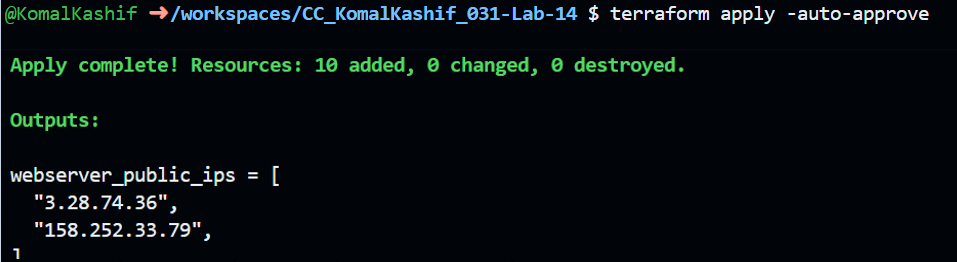 @KomalKashif ➜/workspaces/CC_KomalKashif_031-Lab-14 $ terraform apply -auto-approve
Apply complete! Resources: 10 added, 0 changed, 0 destroyed.
Outputs:
webserver_public_ips = [
"3.28.74.36",
"158.252.33.79",
]